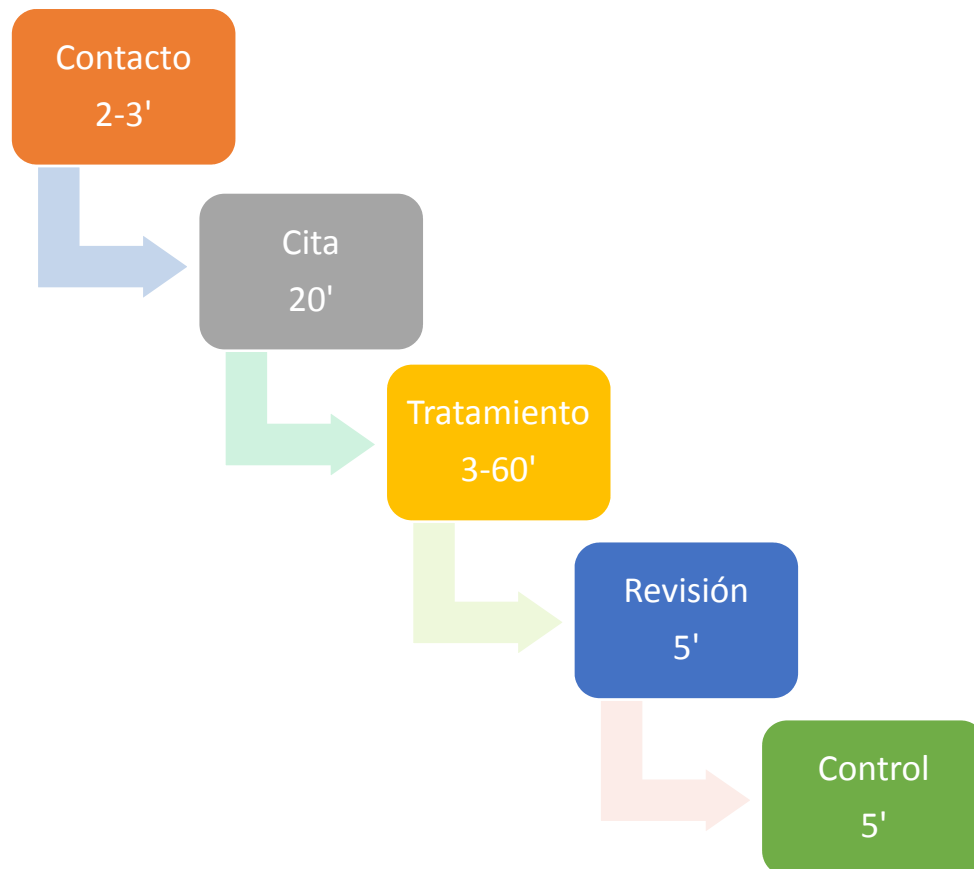 Contacto
2-3'
Cita
20'
Tratamiento
3-60'
Revisión
5'
Control
5'